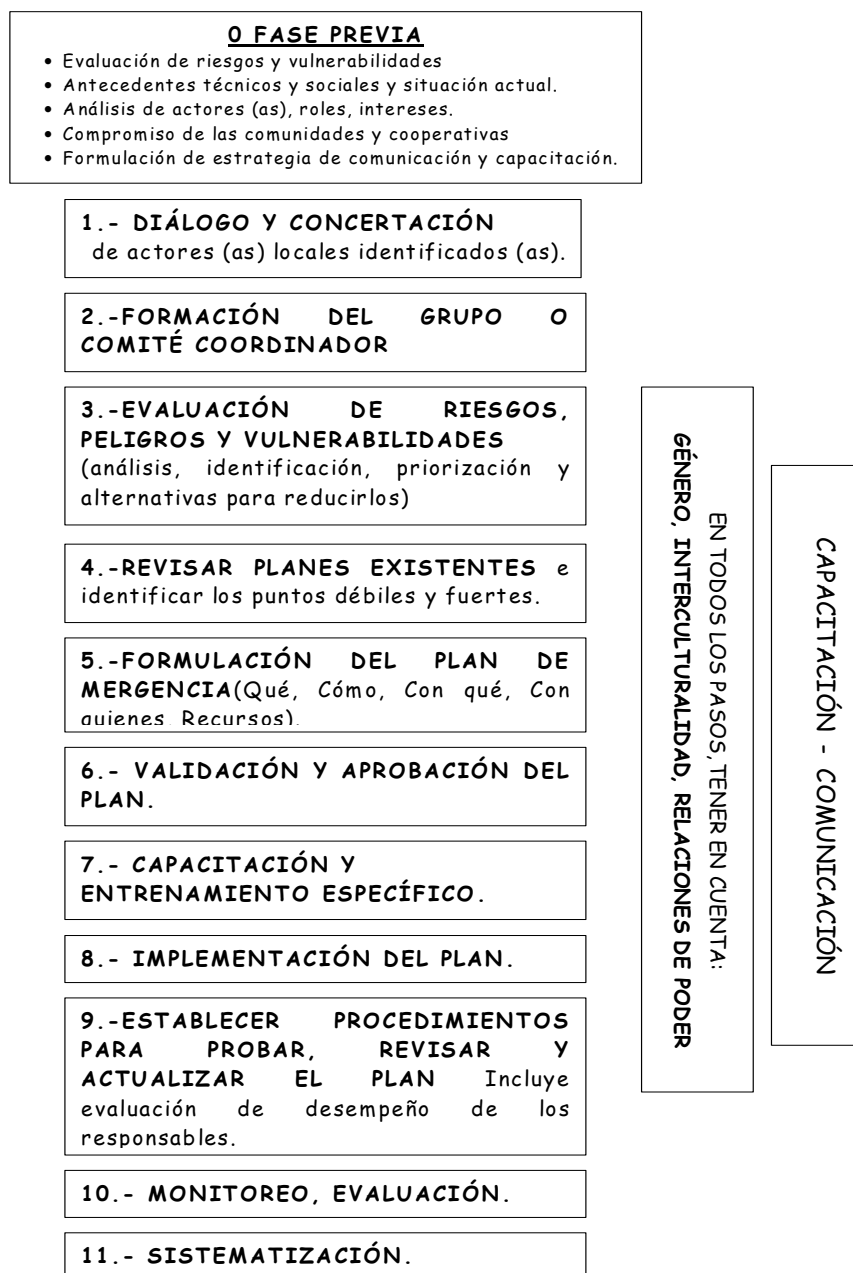 0 FASE PREVIA
• Evaluación de riesgos y vulnerabilidades
• Antecedentes técnicos y sociales y situación actual.
• Análisis de actores (as), roles, intereses.
• Compromiso de las comunidades y cooperativas
• Formulación de estrategia de comunicación y capacitación.
1.- DIÁLOGO Y CONCERTACIÓN
de actores (as) locales identificados (as).
2.-FORMACIÓN DEL GRUPO O
COMITÉ COORDINADOR
3.-EVALUACIÓN DE RIESGOS,
PELIGROS Y VULNERABILIDADES
(análisis, identificación, priorización y
alternativas para reducirlos)
4.-REVISAR PLANES EXISTENTES e
identificar los puntos débiles y fuertes.
5.-FORMULACIÓN DEL PLAN DE
MERGENCIA(Qué, Cómo, Con qué, Con
quienes, Recursos).
6.- VALIDACIÓN Y APROBACIÓN DEL
PLAN.
7.- CAPACITACIÓN Y
ENTRENAMIENTO ESPECÍFICO.
8.- IMPLEMENTACIÓN DEL PLAN.
9.-ESTABLECER PROCEDIMIENTOS
PARA PROBAR, REVISAR Y
ACTUALIZAR EL PLAN Incluye
evaluación de desempeño de los
responsables.
10.- MONITOREO, EVALUACIÓN.
11.- SISTEMATIZACIÓN.
EN TODOS LOS PASOS, TENER EN CUENTA:
GÉNERO, INTERCULTURALIDAD, RELACIONES DE PODER
CAPACITACIÓN - COMUNICACIÓN